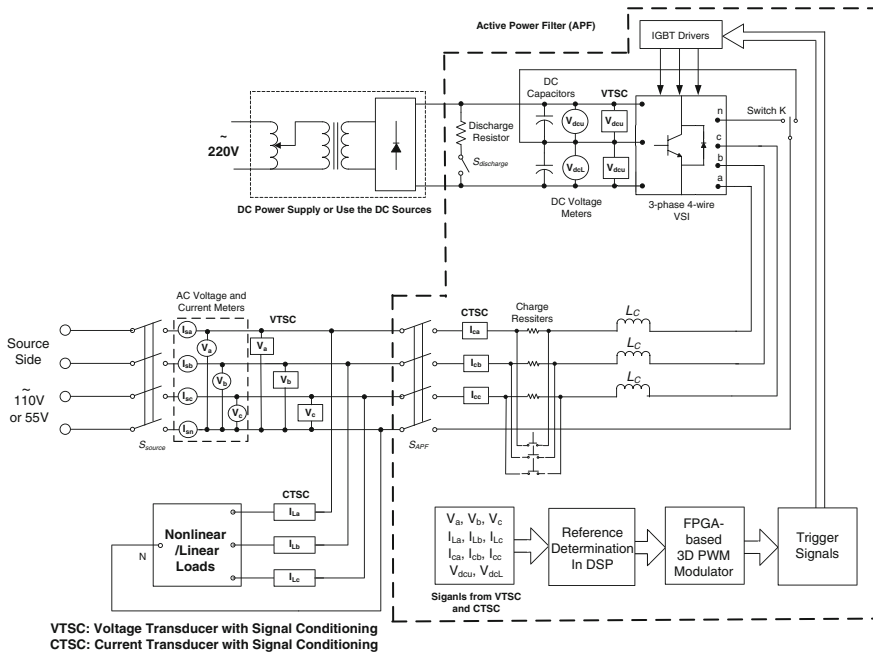 Active Power Filter (APF)
IGBT Drivers
DC
Capacitors
VTSC
n
Switch K
~
220V
Discharge
Resistor
Sdischarge
Vdcu
Vdcu
c
b
VdcL
Vdcu
a
DC Power Supply or Use the DC Sources
DC Voltage
Meters
3-phase 4-wire
VSI
AC Voltage and
Current Meters
VTSC
CTSC
Charge
Ressiters
LC
Source
Side
~
110V
or 55V
Isa
Va
Va
Ica
Isb
Vb
Vb
Icb
LC
Isc
Vc
Vc
Icc
LC
Isn
Ssource
SAPF
CTSC
N
Nonlinear
/Linear
Loads
ILa
ILb
ILc
Va, Vb, Vc
ILa, ILb, ILc
Ica, Icb, Icc
Vdcu, VdcL
Reference
Determination
In DSP
FPGA-
based
3D PWM
Modulator
Trigger
Signals
Siganls from VTSC
and CTSC
VTSC: Voltage Transducer with Signal Conditioning
CTSC: Current Transducer with Signal Conditioning